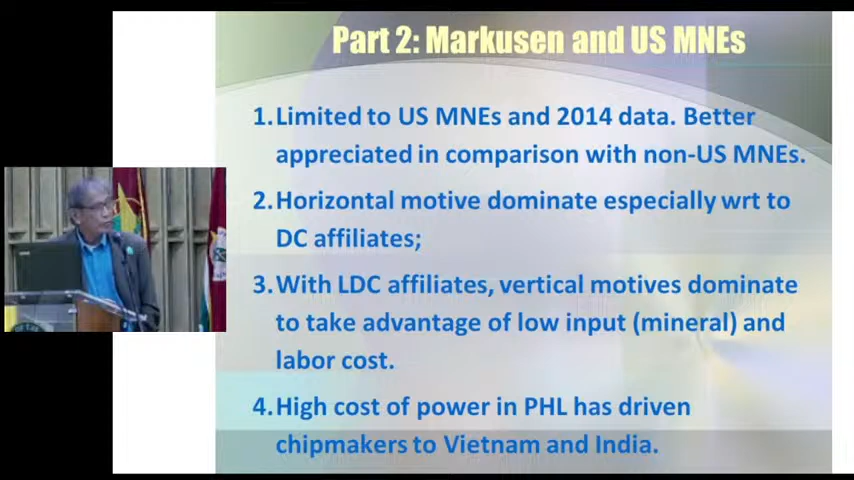 Part 2: Markusen and US MNEs
1. Limited to US MNEs and 2014 data. Better
appreciated in comparison with non-US MNEs.
2. Horizontal motive dominate especially wrt to
DC affiliates;
3. With LDC affiliates, vertical motives dominate
to take advantage of low input (mineral) and
labor cost.
4. High cost of power in PHL has driven
chipmakers to Vietnam and India.